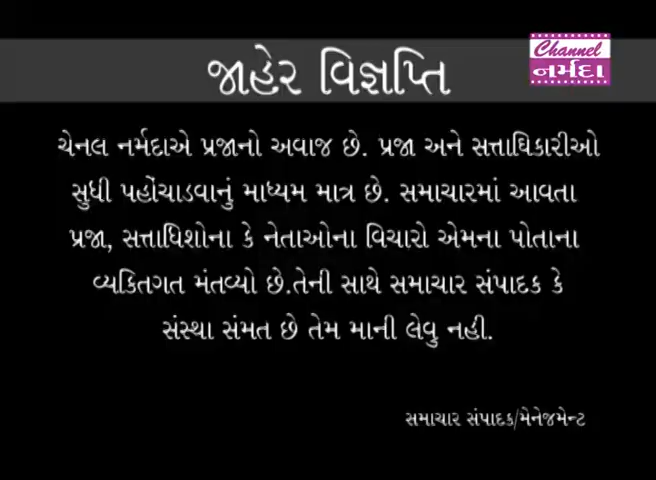 જાહેર વિજ્ઞપ્તિ
Channel
નર્મદા
ચેનલ નર્મદાએ પ્રજાનો અવાજ છે. પ્રજા અને સત્તાધિકારીઓ
સુધી પહોંચાડવાનું માધ્યમ માત્ર છે. સમાચારમાં આવતા
પ્રજા, સત્તાધિશોના કે નેતાઓના વિચારો એમના પોતાના
વ્યકિતગત મંતવ્યો છે.તેની સાથે સમાચાર સંપાદક કે
સંસ્થા સંમત છે તેમ માની લેવુ નહી.
સમાચાર સંપાદક/મેનેજમેન્ટ